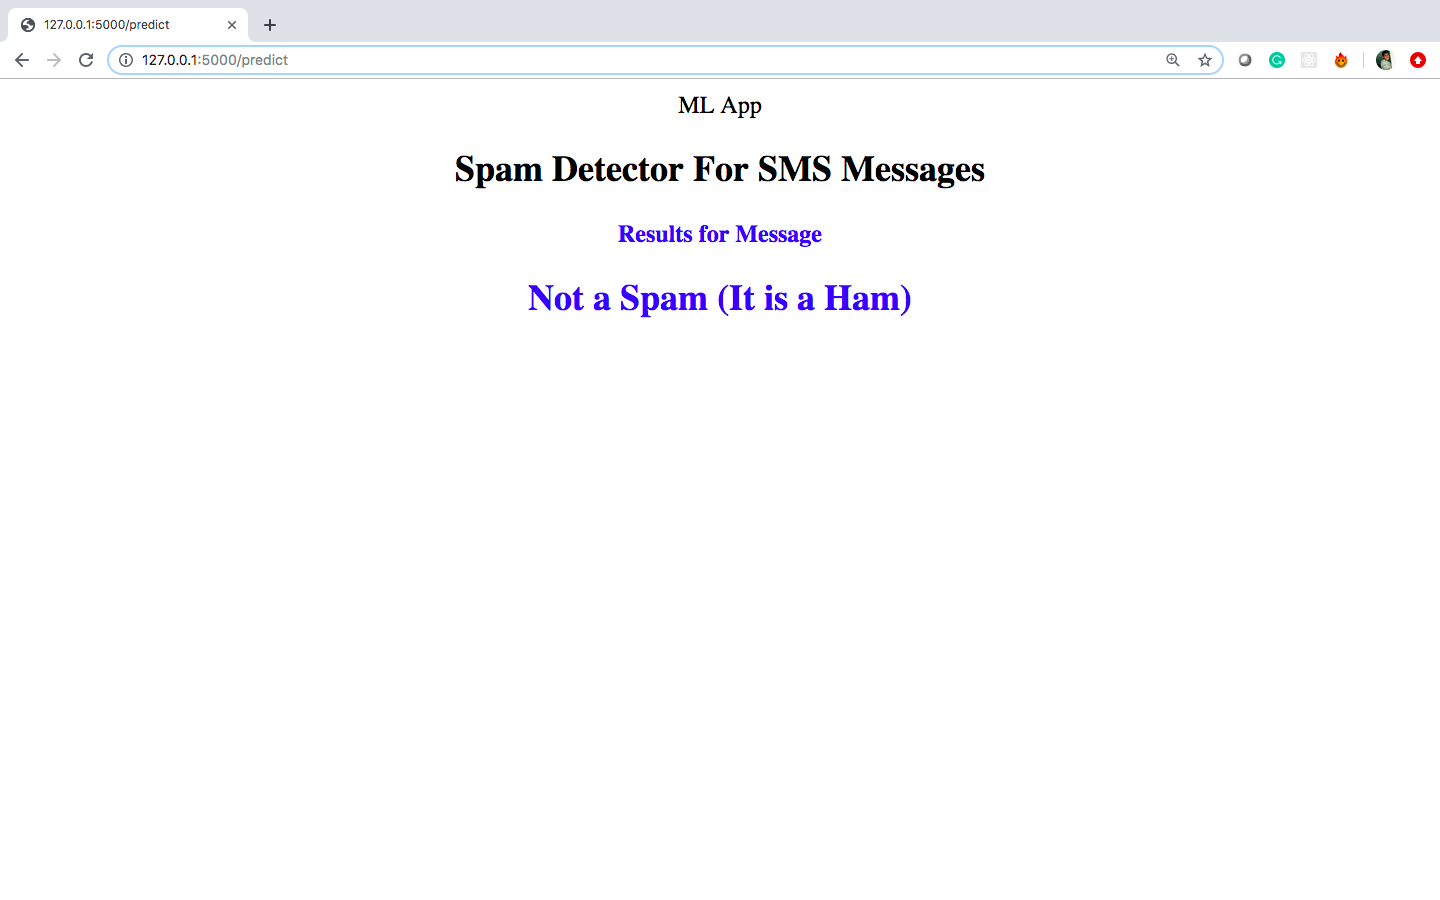 127.0.0.1:5000/predict
127.0.0.1:5000/predict
ML App
Spam Detector For SMS Messages
Results for Message
Not a Spam (It is a Ham)